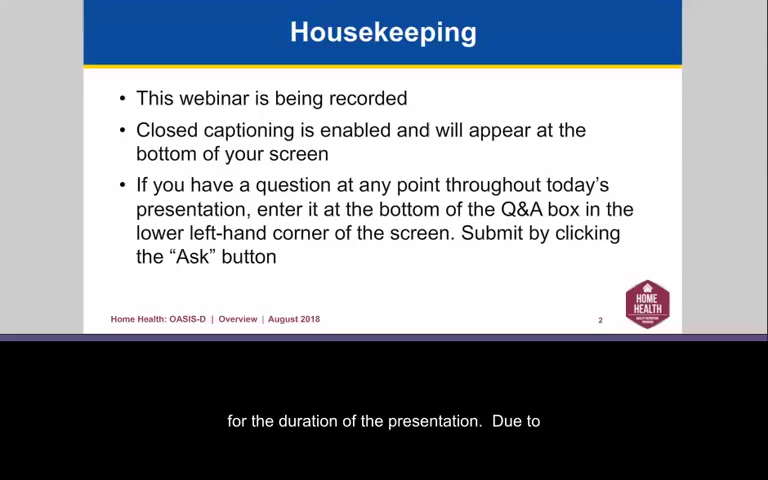 Housekeeping
• This webinar is being recorded
• Closed captioning is enabled and will appear at the
bottom of your screen
• If you have a question at any point throughout today's
presentation, enter it at the bottom of the Q&A box in the
lower left-hand corner of the screen. Submit by clicking
the “Ask” button
Home Health: OASIS-D | Overview | August 2018
2
HOME
HEALTH
for the duration of the presentation.  Due to